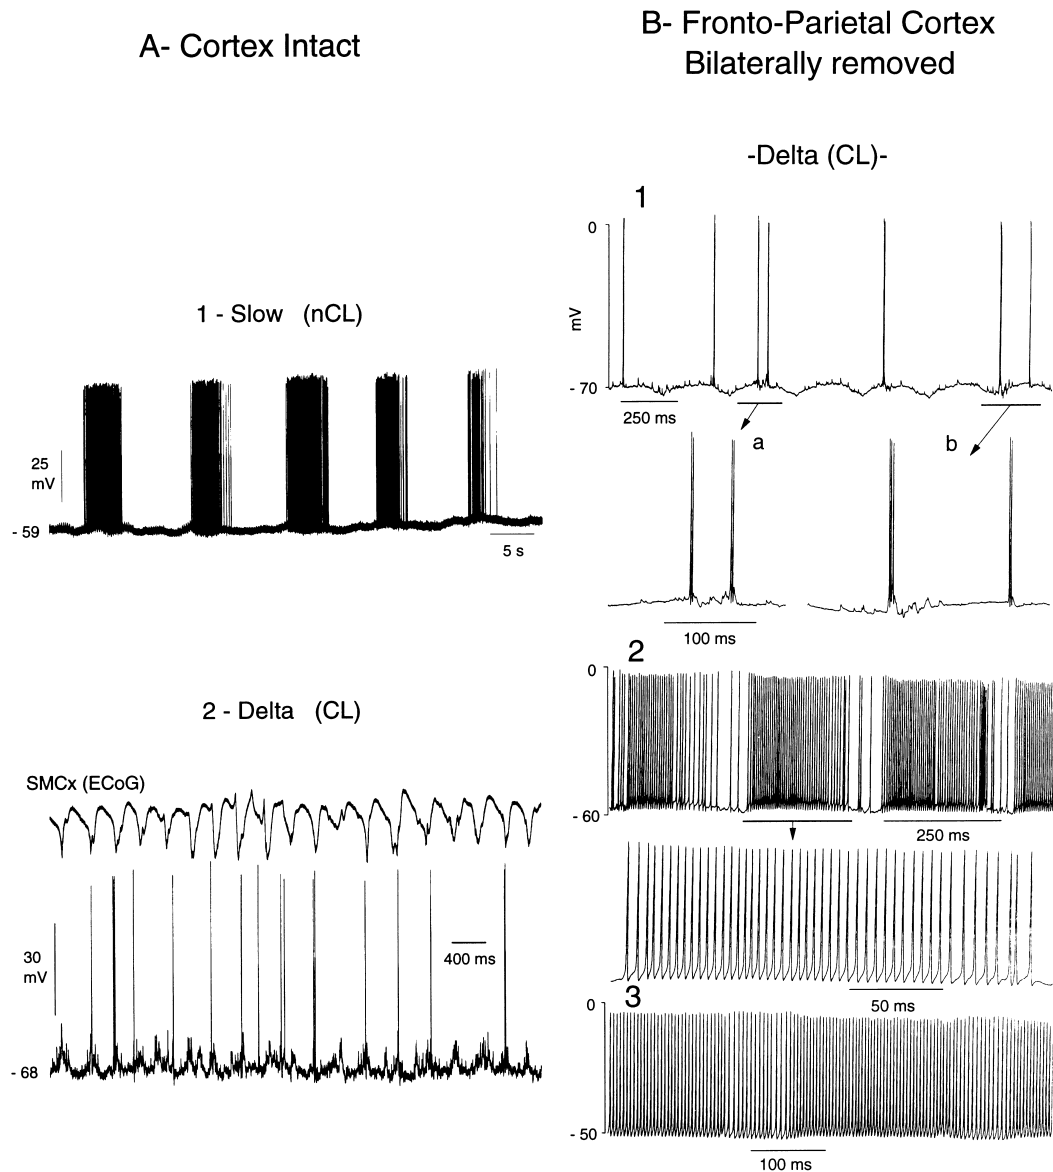 A- Cortex Intact
B- Fronto-Parietal Cortex
Bilaterally removed
1 - Slow (nCL)
25
mV
- 59
5 s
2 - Delta (CL)
SMCx (ECoG)
400 ms
30
mV
- 68
-Delta (CL)-
1
0
mV
- 70
250 ms
a
b
100 ms
2
0
- 60
250 ms
50 ms
3
0
- 50
100 ms